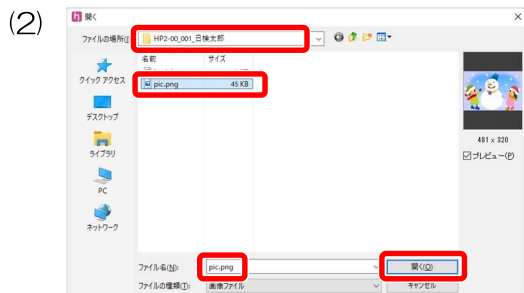 (2)
開く
ファイルの場所(I):
HP2-00_001_日検太郎
名前 サイズ
pic.png 45 KB
クイック アクセス
デスクトップ
ライブラリ
PC
ネットワーク
481 x 320
プレビュー(P)
ファイル名(N): pic.png 開く(O)
ファイルの種類(T): 画像ファイル キャンセル